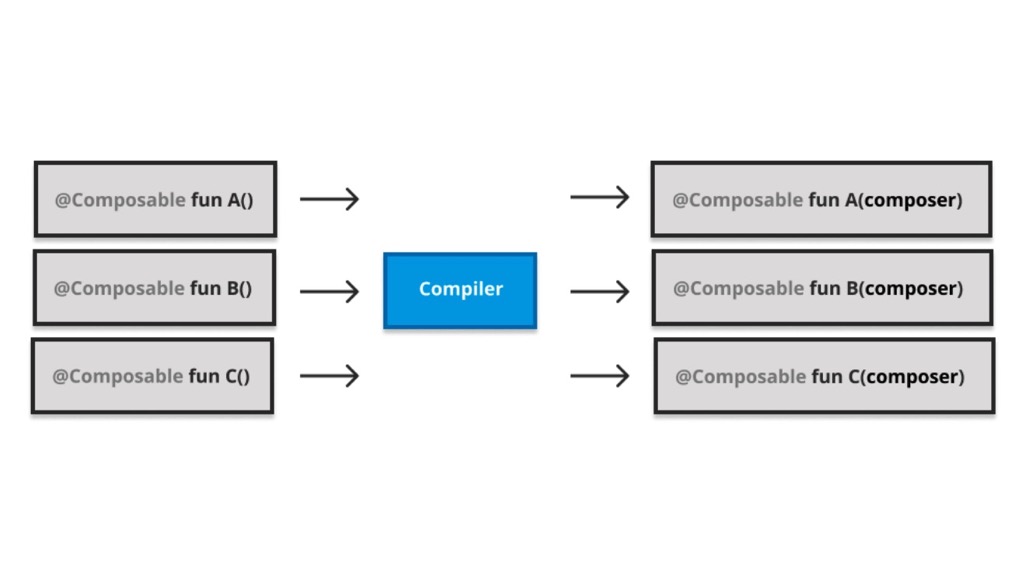 @Composable fun A()
@Composable fun A(composer)
@Composable fun B()
Compiler
@Composable fun B(composer)
@Composable fun C()
@Composable fun C(composer)